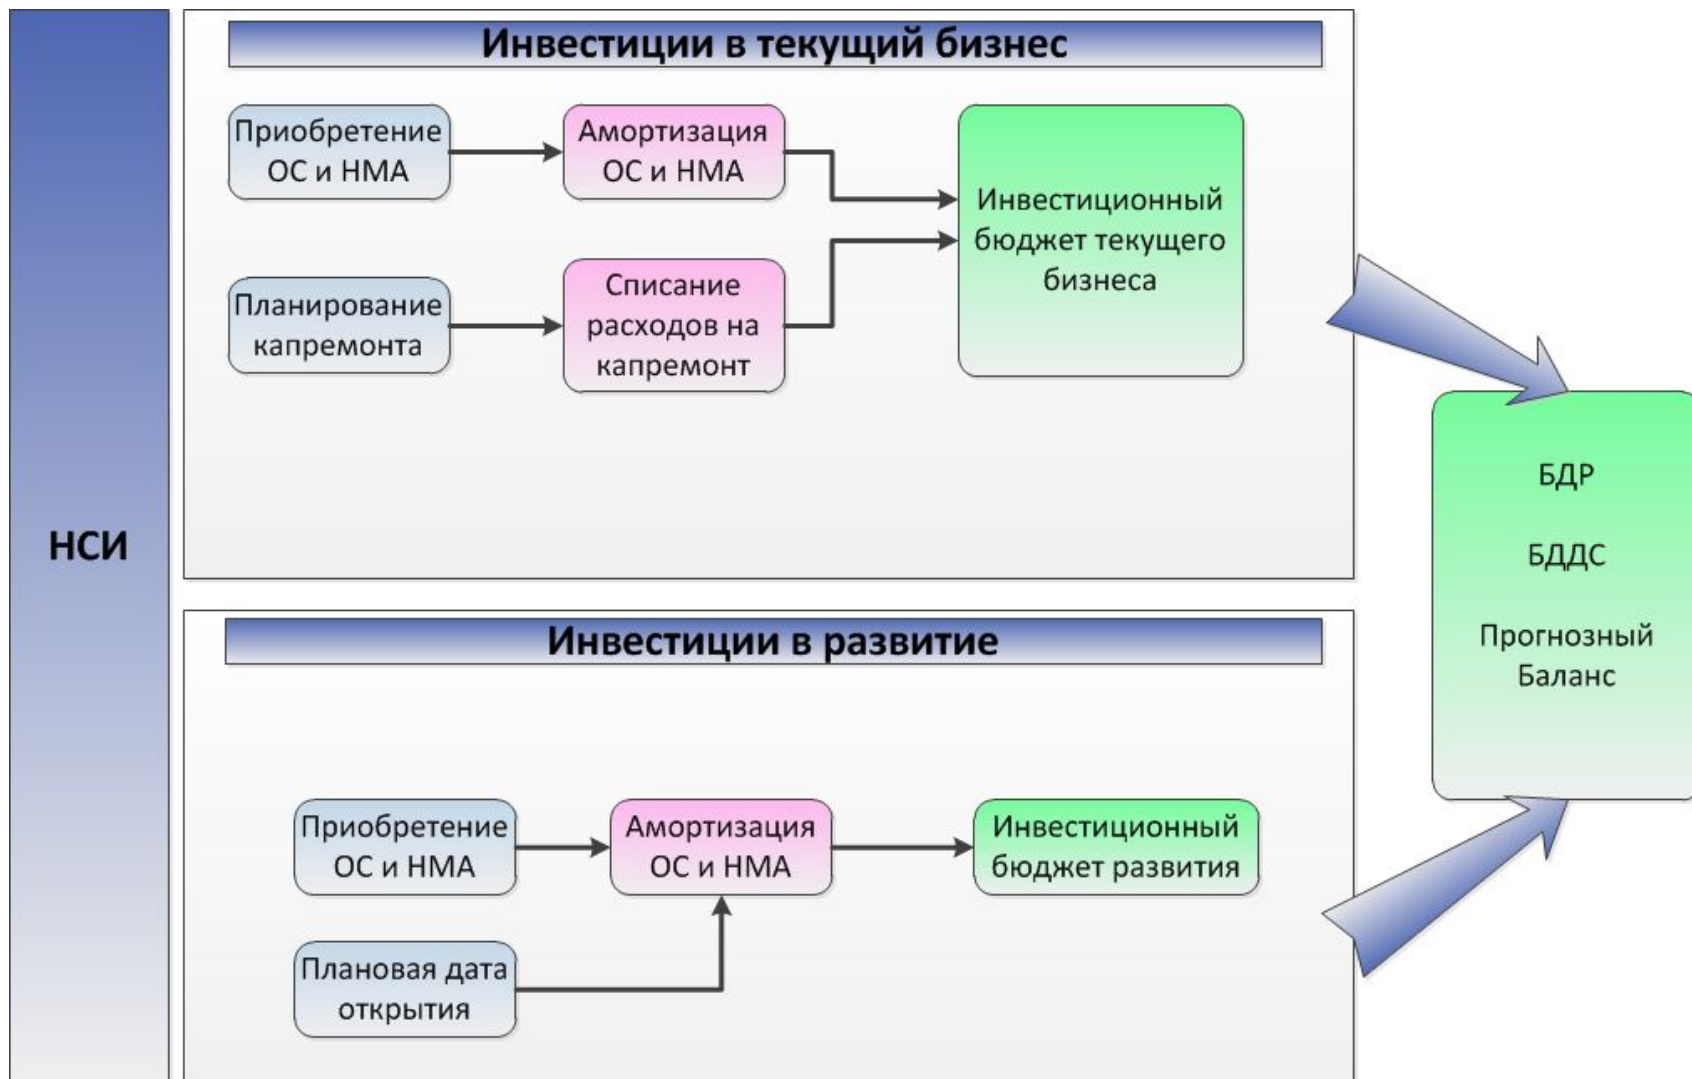 НСИ
Инвестиции в текущий бизнес
Приобретение
ОС и НМА
Амортизация
ОС и НМА
Инвестиционный
бюджет текущего
бизнеса
Планирование
капремонта
Списание
расходов на
капремонт
БДР
БДДС
Прогнозный
Баланс
Инвестиции в развитие
Приобретение
ОС и НМА
Амортизация
ОС и НМА
Инвестиционный
бюджет развития
Плановая дата
открытия